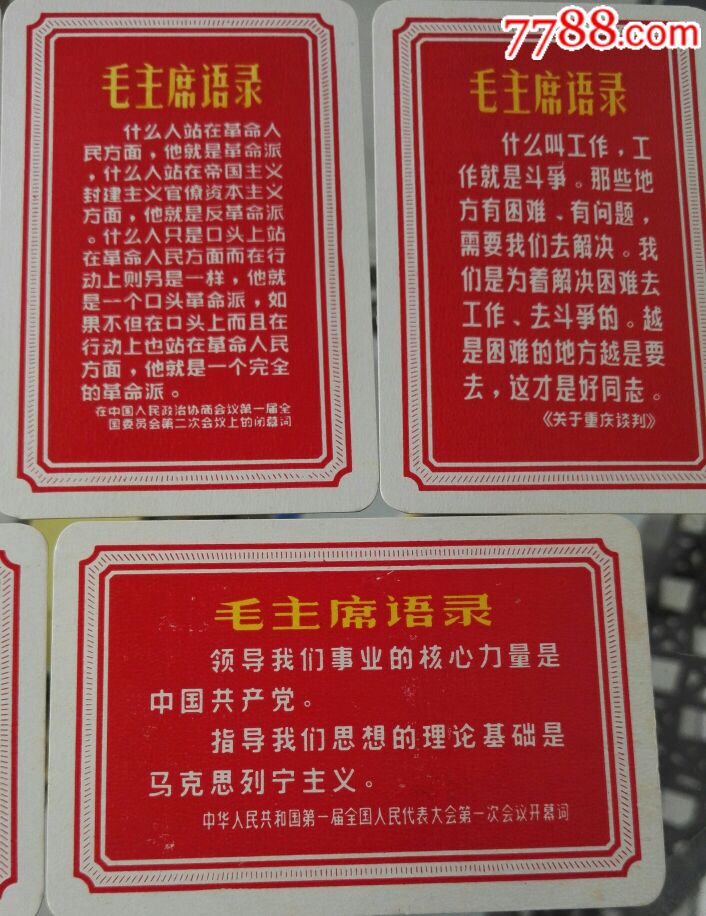 7788.com
毛主席语录
什么人站在革命人
民方面，他就是革命派
，什么人站在帝国主义
封建主义官僚资本主义
方面，他就是反革命派
。什么人只是口头上站
在革命人民方面而在行
动上则另是一样，他就
是一个口头革命派，如
果不但在口头上而且在
行动上也站在革命人民
方面，他就是一个完全
的革命派。
在中国人民政治协商会议第一届全
国委员会第二次会议上的闭幕词
毛主席语录
什么叫工作，工
作就是斗爭。那些地
方有困难、有问题，
需要我们去解决。我
们是为着解决困难去
工作、去斗爭的。越
是困难的地方越是要
去，这才是好同志。
《关于重庆谈判》
毛主席语录
领导我们事业的核心力量是
中国共产党。
指导我们思想的理论基础是
马克思列宁主义。
中华人民共和国第一届全国人民代表大会第一次会议开幕词